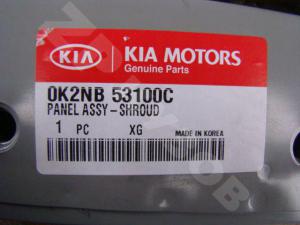 KIA
KIA MOTORS
Genuine Parts
0K2NB 53100C
PANEL ASSY-SHROUD
1 PC XG
MADE IN KOREA